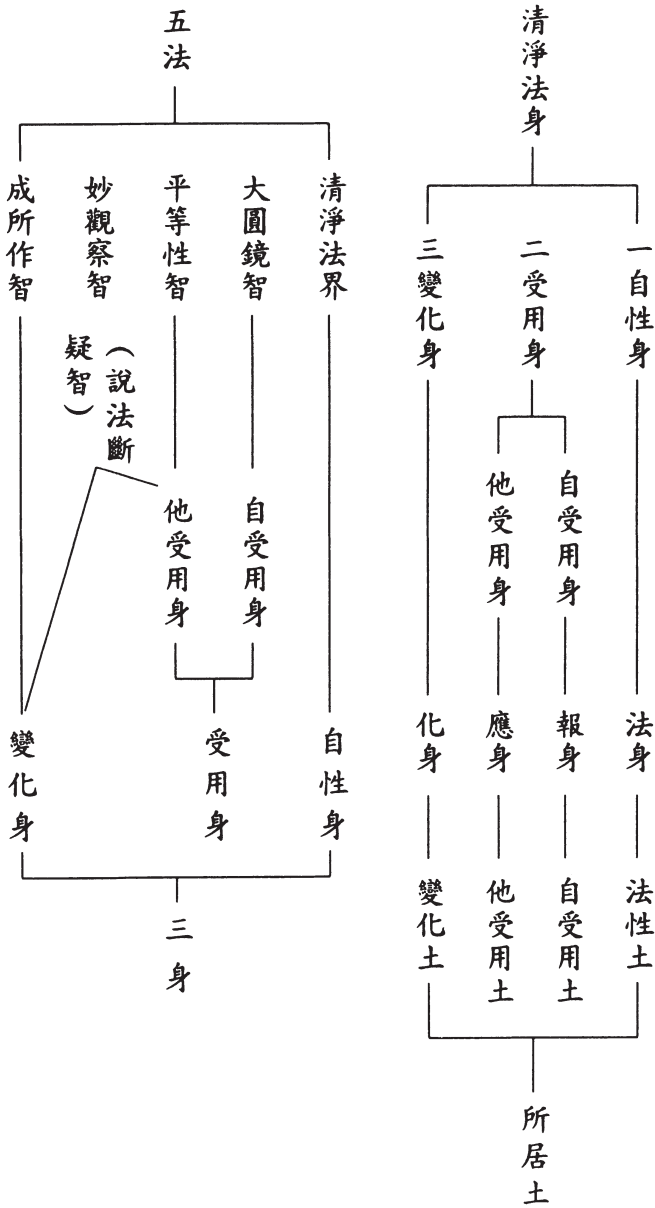 清淨法身
一自性身
二受用身
三變化身
自受用身
他受用身
法身
報身
應身
化身
法性土
自受用土
他受用土
變化土
所居土
五法
清淨法界
大圓鏡智
平等性智
妙觀察智
成所作智
（說法斷
疑智）
自受用身
他受用身
自性身
受用身
變化身
三身